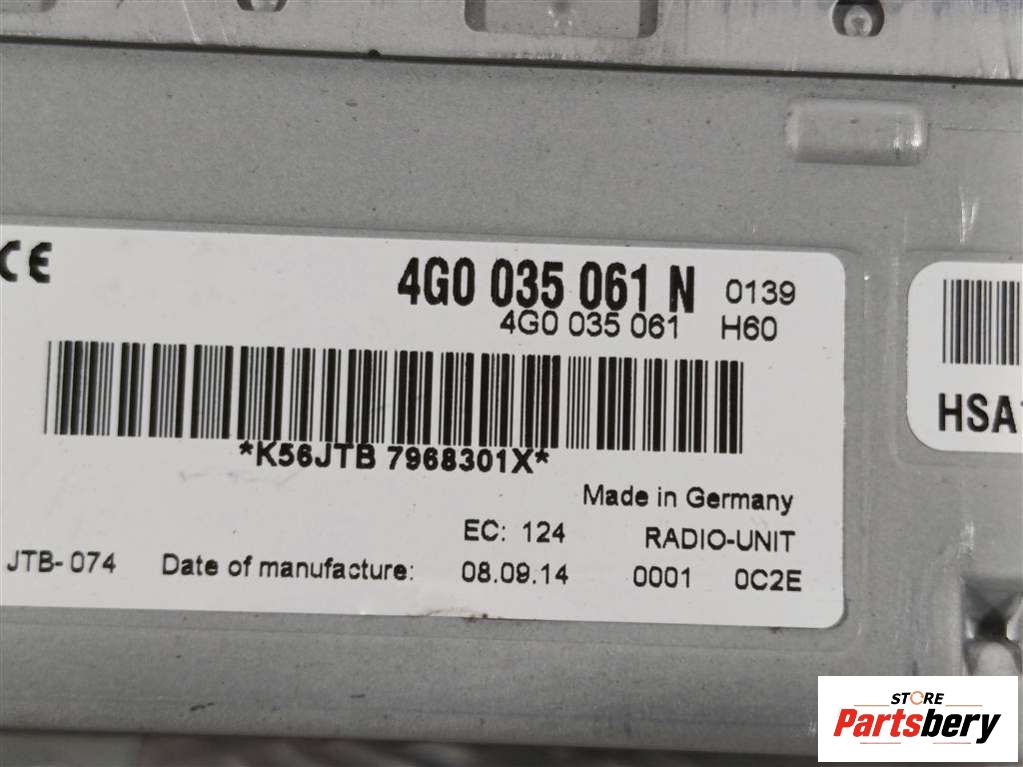 CE
4G0 035 061 N 0139
4G0 035 061 H60
*K56JTB 7968301X*
Made in Germany
EC: 124 RADIO-UNIT
JTB-074 Date of manufacture: 08.09.14 0001 0C2E
HSA
STORE
Partsbery